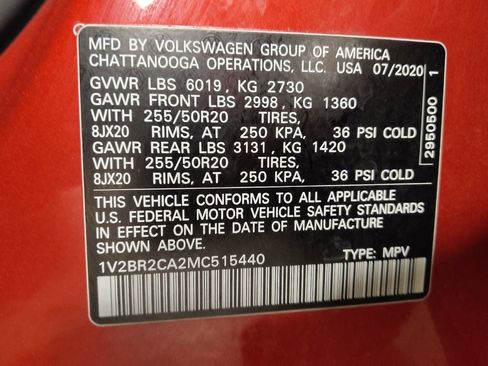 MFD BY VOLKSWAGEN GROUP OF AMERICA
CHATTANOOGA OPERATIONS, LLC. USA 07/2020
GVWR LBS 6019, KG 2730
GAWR FRONT LBS 2998, KG 1360
WITH 255/50R20 TIRES,
8JX20 RIMS, AT 250 KPA, 36 PSI COLD
GAWR REAR LBS 3131, KG 1420
WITH 255/50R20 TIRES,
8JX20 RIMS, AT 250 KPA, 36 PSI COLD
THIS VEHICLE CONFORMS TO ALL APPLICABLE
U.S. FEDERAL MOTOR VEHICLE SAFETY STANDARDS
IN EFFECT ON THE DATE OF MANUFACTURE
SHOWN ABOVE.
1V2BR2CA2MC515440 TYPE: MPV
2950500 1